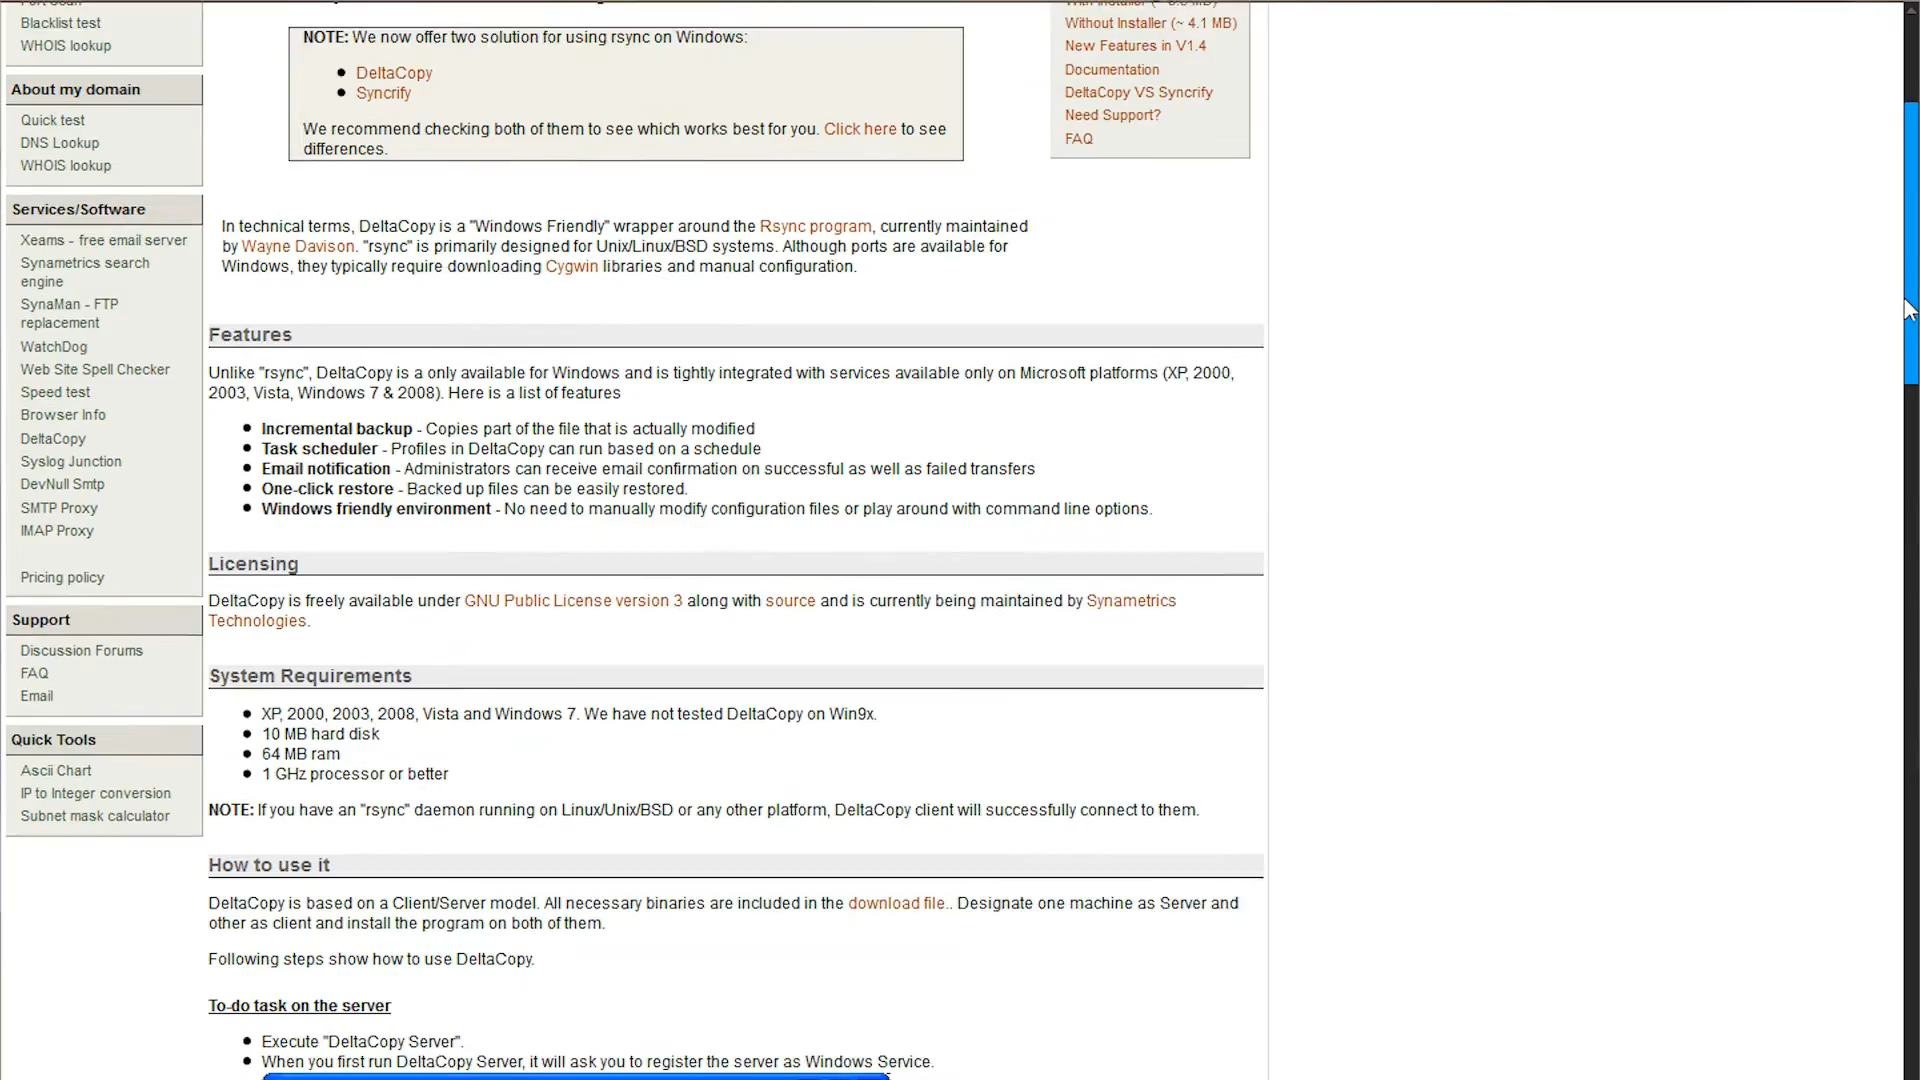 Blacklist test
WHOIS lookup
About my domain
Quick test
DNS Lookup
WHOIS lookup
Services/Software
Xeams - free email server
Synametrics search
engine
SynaMan - FTP
replacement
WatchDog
Web Site Spell Checker
Speed test
Browser Info
DeltaCopy
Syslog Junction
DevNull Smtp
SMTP Proxy
IMAP Proxy
Pricing policy
Support
Discussion Forums
FAQ
Email
Quick Tools
Ascii Chart
IP to Integer conversion
Subnet mask calculator
NOTE: We now offer two solution for using rsync on Windows:
DeltaCopy
Syncrify
We recommend checking both of them to see which works best for you. Click here to see
differences.
Without Installer (~ 4.1 MB)
New Features in V1.4
Documentation
DeltaCopy VS Syncrify
Need Support?
FAQ
In technical terms, DeltaCopy is a "Windows Friendly" wrapper around the Rsync program, currently maintained
by Wayne Davison. "rsync" is primarily designed for Unix/Linux/BSD systems. Although ports are available for
Windows, they typically require downloading Cygwin libraries and manual configuration.
Features
Unlike "rsync", DeltaCopy is a only available for Windows and is tightly integrated with services available only on Microsoft platforms (XP, 2000,
2003, Vista, Windows 7 & 2008). Here is a list of features
Incremental backup - Copies part of the file that is actually modified
Task scheduler - Profiles in DeltaCopy can run based on a schedule
Email notification - Administrators can receive email confirmation on successful as well as failed transfers
One-click restore - Backed up files can be easily restored.
Windows friendly environment - No need to manually modify configuration files or play around with command line options.
Licensing
DeltaCopy is freely available under GNU Public License version 3 along with source and is currently being maintained by Synametrics
Technologies.
System Requirements
XP, 2000, 2003, 2008, Vista and Windows 7. We have not tested DeltaCopy on Win9x.
10 MB hard disk
64 MB ram
1 GHz processor or better
NOTE: If you have an "rsync" daemon running on Linux/Unix/BSD or any other platform, DeltaCopy client will successfully connect to them.
How to use it
DeltaCopy is based on a Client/Server model. All necessary binaries are included in the download file.. Designate one machine as Server and
other as client and install the program on both of them.
Following steps show how to use DeltaCopy.
To-do task on the server
Execute "DeltaCopy Server".
When you first run DeltaCopy Server, it will ask you to register the server as Windows Service.